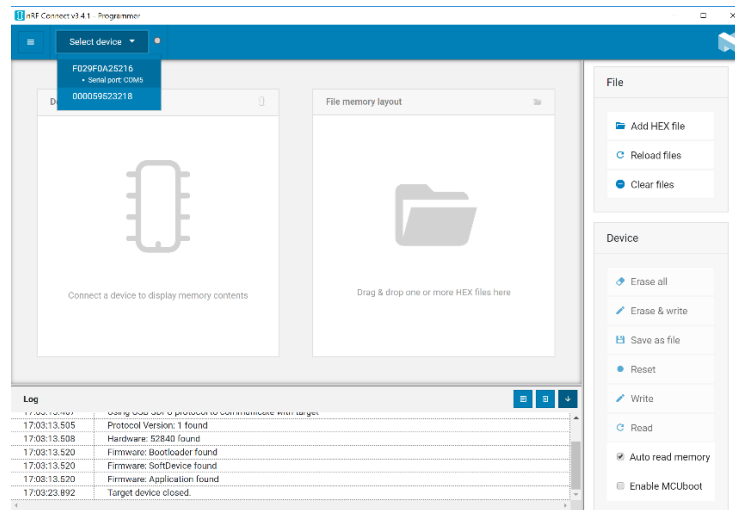 nRF Connect v3.4.1 - Programmer
Select device
F029F0A25216
• Serial port: COM5
000059523218
File memory layout
Connect a device to display memory contents
Drag & drop one or more HEX files here
File
Add HEX file
Reload files
Clear files
Device
Erase all
Erase & write
Save as file
Reset
Write
Read
Auto read memory
Enable MCUboot
Log
17:03:13.505 Protocol Version: 1 found
17:03:13.508 Hardware: 52840 found
17:03:13.520 Firmware: Bootloader found
17:03:13.520 Firmware: SoftDevice found
17:03:13.520 Firmware: Application found
17:03:23.892 Target device closed.